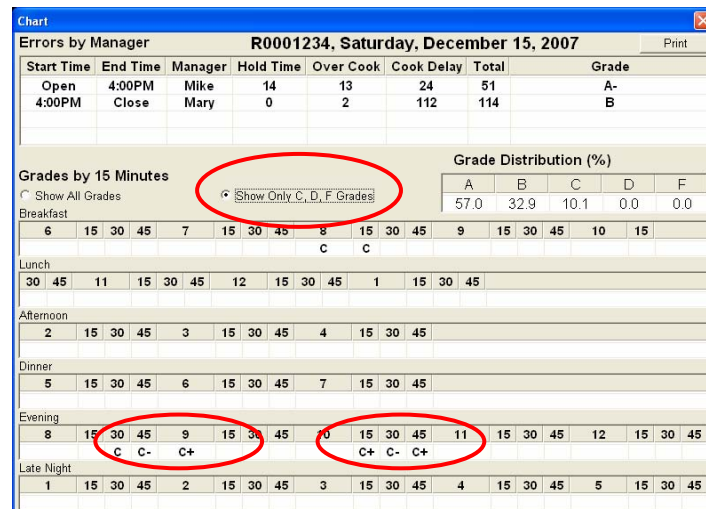 Chart
Errors by Manager R0001234, Saturday, December 15, 2007 Print
Start Time End Time Manager Hold Time Over Cook Cook Delay Total Grade
Open 4:00PM Mike 14 13 24 51 A-
4:00PM Close Mary 0 2 112 114 B
Grade Distribution (%)
Grades by 15 Minutes
A B C D F
Show All Grades Show Only C, D, F Grades
57.0 32.9 10.1 0.0 0.0
Breakfast
6 15 30 45 7 15 30 45 8 15 30 45 9 15 30 45 10 15
C C
Lunch
30 45 11 15 30 45 12 15 30 45 1 15 30 45
Afternoon
2 15 30 45 3 15 30 45 4 15 30 45
Dinner
5 15 30 45 6 15 30 45 7 15 30 45
Evening
8 15 30 45 9 15 30 45 10 15 30 45 11 15 30 45 12 15 30 45
C C- C+ C+ C- C+
Late Night
1 15 30 45 2 15 30 45 3 15 30 45 4 15 30 45 5 15 30 45